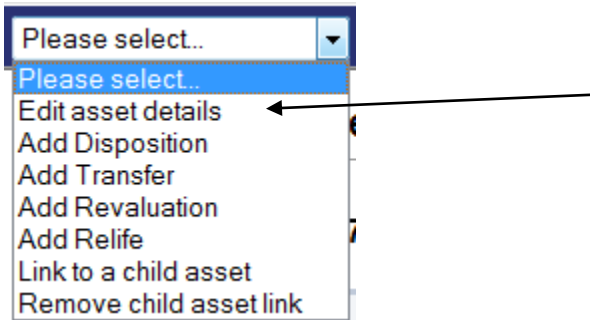 Please select...
Please select...
Edit asset details
Add Disposition
Add Transfer
Add Revaluation
Add Relife
Link to a child asset
Remove child asset link